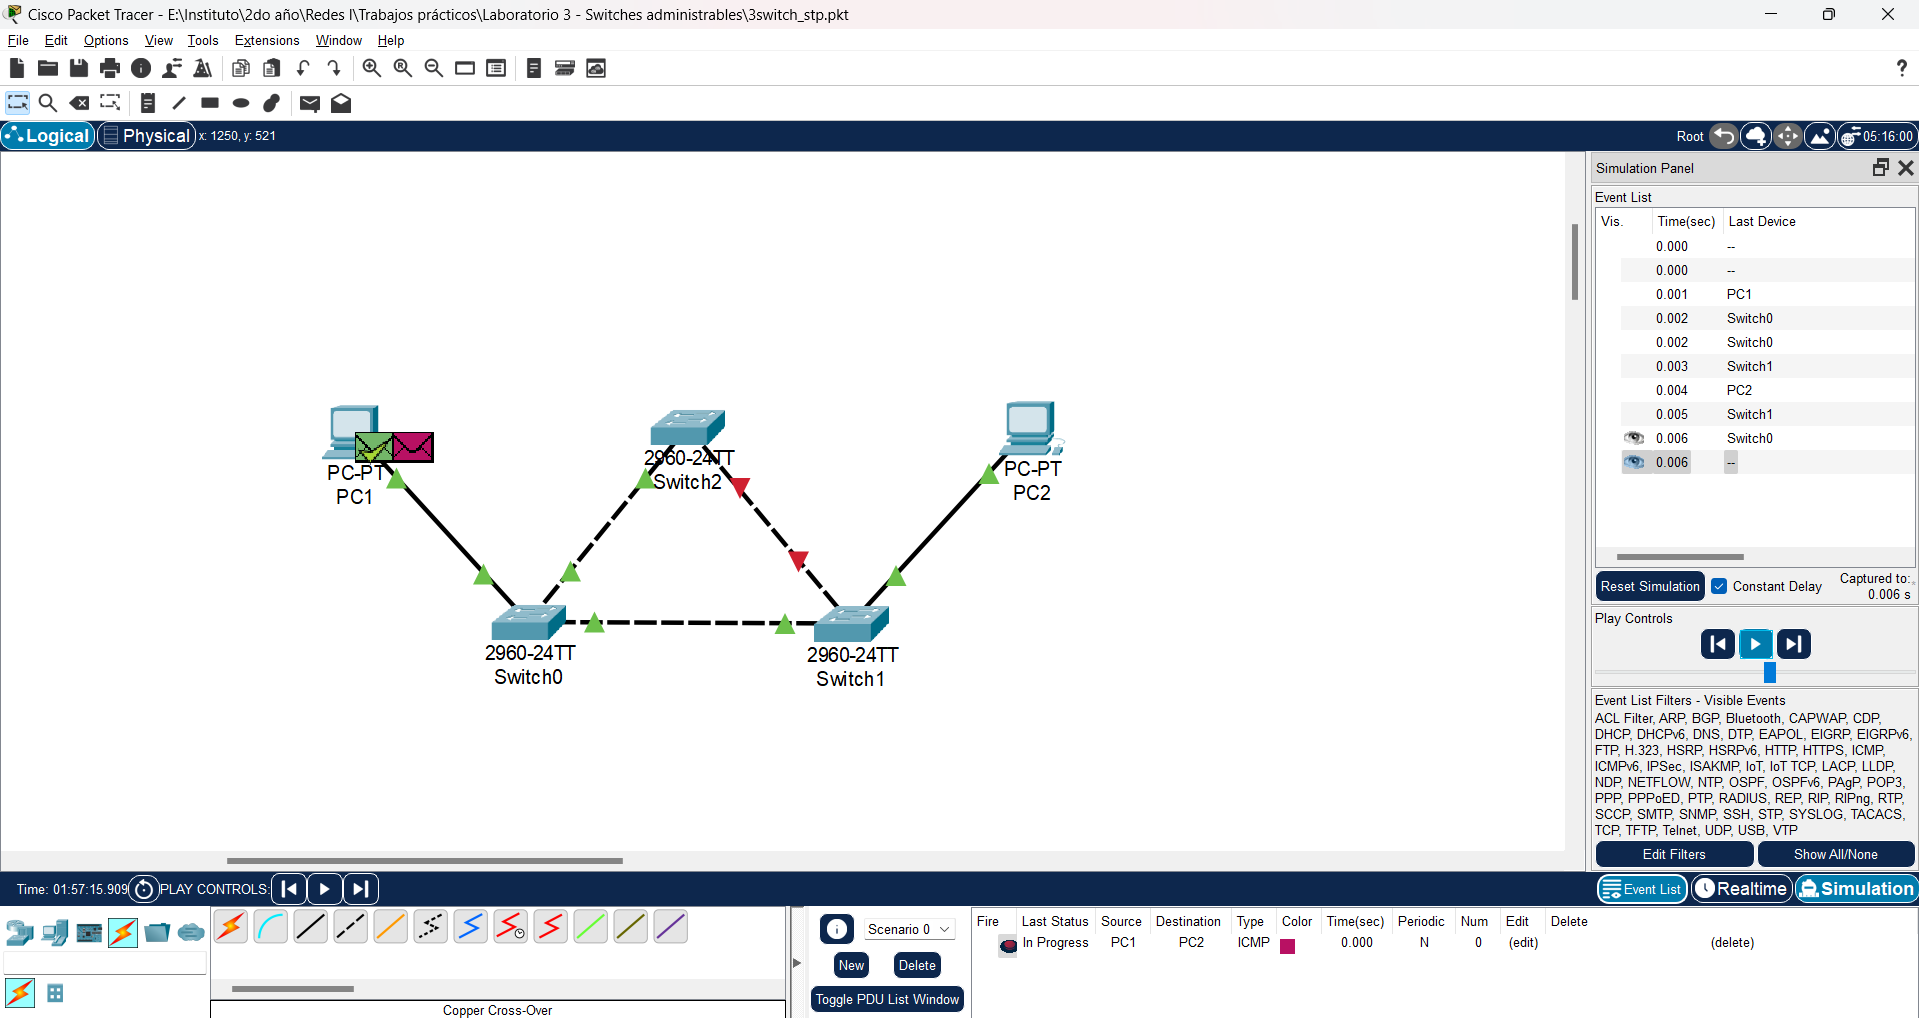 Cisco Packet Tracer - E:\Instituto\2do año\Redes I\Trabajos prácticos\Laboratorio 3 - Switches administrables\3switch_stp.pkt
File Edit Options View Tools Extensions Window Help
?
Logical Physical x: 1250, y: 521 Root 05:16:00
Simulation Panel
Event List
Vis. Time(sec) Last Device
0.000 --
0.000 --
0.001 PC1
0.002 Switch0
0.002 Switch0
0.003 Switch1
0.004 PC2
0.005 Switch1
0.006 Switch0
0.006 --
PC-PT
PC1
2960-24TT
Switch2
PC-PT
PC2
2960-24TT
Switch0
2960-24TT
Switch1
Reset Simulation Constant Delay Captured to:
0.006 s
Play Controls
Event List Filters - Visible Events
ACL Filter, ARP, BGP, Bluetooth, CAPWAP, CDP,
DHCP, DHCPv6, DNS, DTP, EAPOL, EIGRP, EIGRPv6,
FTP, H.323, HSRP, HSRPv6, HTTP, HTTPS, ICMP,
ICMPv6, IPSec, ISAKMP, IoT, IoT TCP, LACP, LLDP,
NDP, NETFLOW, NTP, OSPF, OSPFv6, PAgP, POP3,
PPP, PPPoED, PTP, RADIUS, REP, RIP, RIPng, RTP,
SCCP, SMTP, SNMP, SSH, STP, SYSLOG, TACACS,
TCP, TFTP, Telnet, UDP, USB, VTP
Edit Filters Show All/None
Time: 01:57:15.909 PLAY CONTROLS: Event List Realtime Simulation
Scenario 0
New Delete
Toggle PDU List Window
Fire Last Status Source Destination Type Color Time(sec) Periodic Num Edit Delete
In Progress PC1 PC2 ICMP 0.000 N 0 (edit) (delete)
Copper Cross-Over